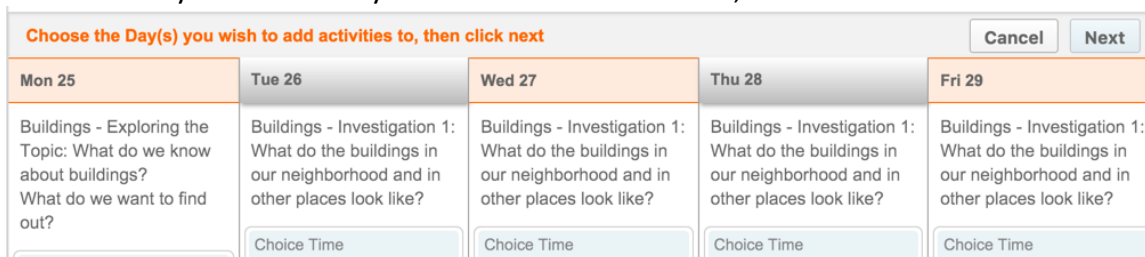 Choose the Day(s) you wish to add activities to, then click next
Cancel
Next
Mon 25
Tue 26
Wed 27
Thu 28
Fri 29
Buildings - Exploring the
Topic: What do we know
about buildings?
What do we want to find
out?
Buildings - Investigation 1:
What do the buildings in
our neighborhood and in
other places look like?
Choice Time
Buildings - Investigation 1:
What do the buildings in
our neighborhood and in
other places look like?
Choice Time
Buildings - Investigation 1:
What do the buildings in
our neighborhood and in
other places look like?
Choice Time
Buildings - Investigation 1:
What do the buildings in
our neighborhood and in
other places look like?
Choice Time